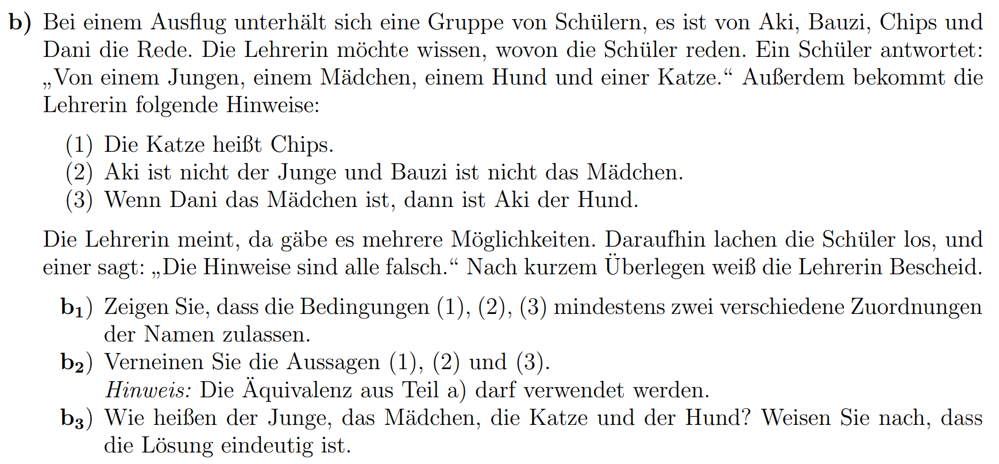 b) Bei einem Ausflug unterhält sich eine Gruppe von Schülern, es ist von Aki, Bauzi, Chips und
Dani die Rede. Die Lehrerin möchte wissen, wovon die Schüler reden. Ein Schüler antwortet:
„Von einem Jungen, einem Mädchen, einem Hund und einer Katze.“ Außerdem bekommt die
Lehrerin folgende Hinweise:
(1) Die Katze heißt Chips.
(2) Aki ist nicht der Junge und Bauzi ist nicht das Mädchen.
(3) Wenn Dani das Mädchen ist, dann ist Aki der Hund.
Die Lehrerin meint, da gäbe es mehrere Möglichkeiten. Daraufhin lachen die Schüler los, und
einer sagt: „Die Hinweise sind alle falsch.“ Nach kurzem Überlegen weiß die Lehrerin Bescheid.
b₁) Zeigen Sie, dass die Bedingungen (1), (2), (3) mindestens zwei verschiedene Zuordnungen
der Namen zulassen.
b₂) Verneinen Sie die Aussagen (1), (2) und (3).
Hinweis: Die Äquivalenz aus Teil a) darf verwendet werden.
b₃) Wie heißen der Junge, das Mädchen, die Katze und der Hund? Weisen Sie nach, dass
die Lösung eindeutig ist.